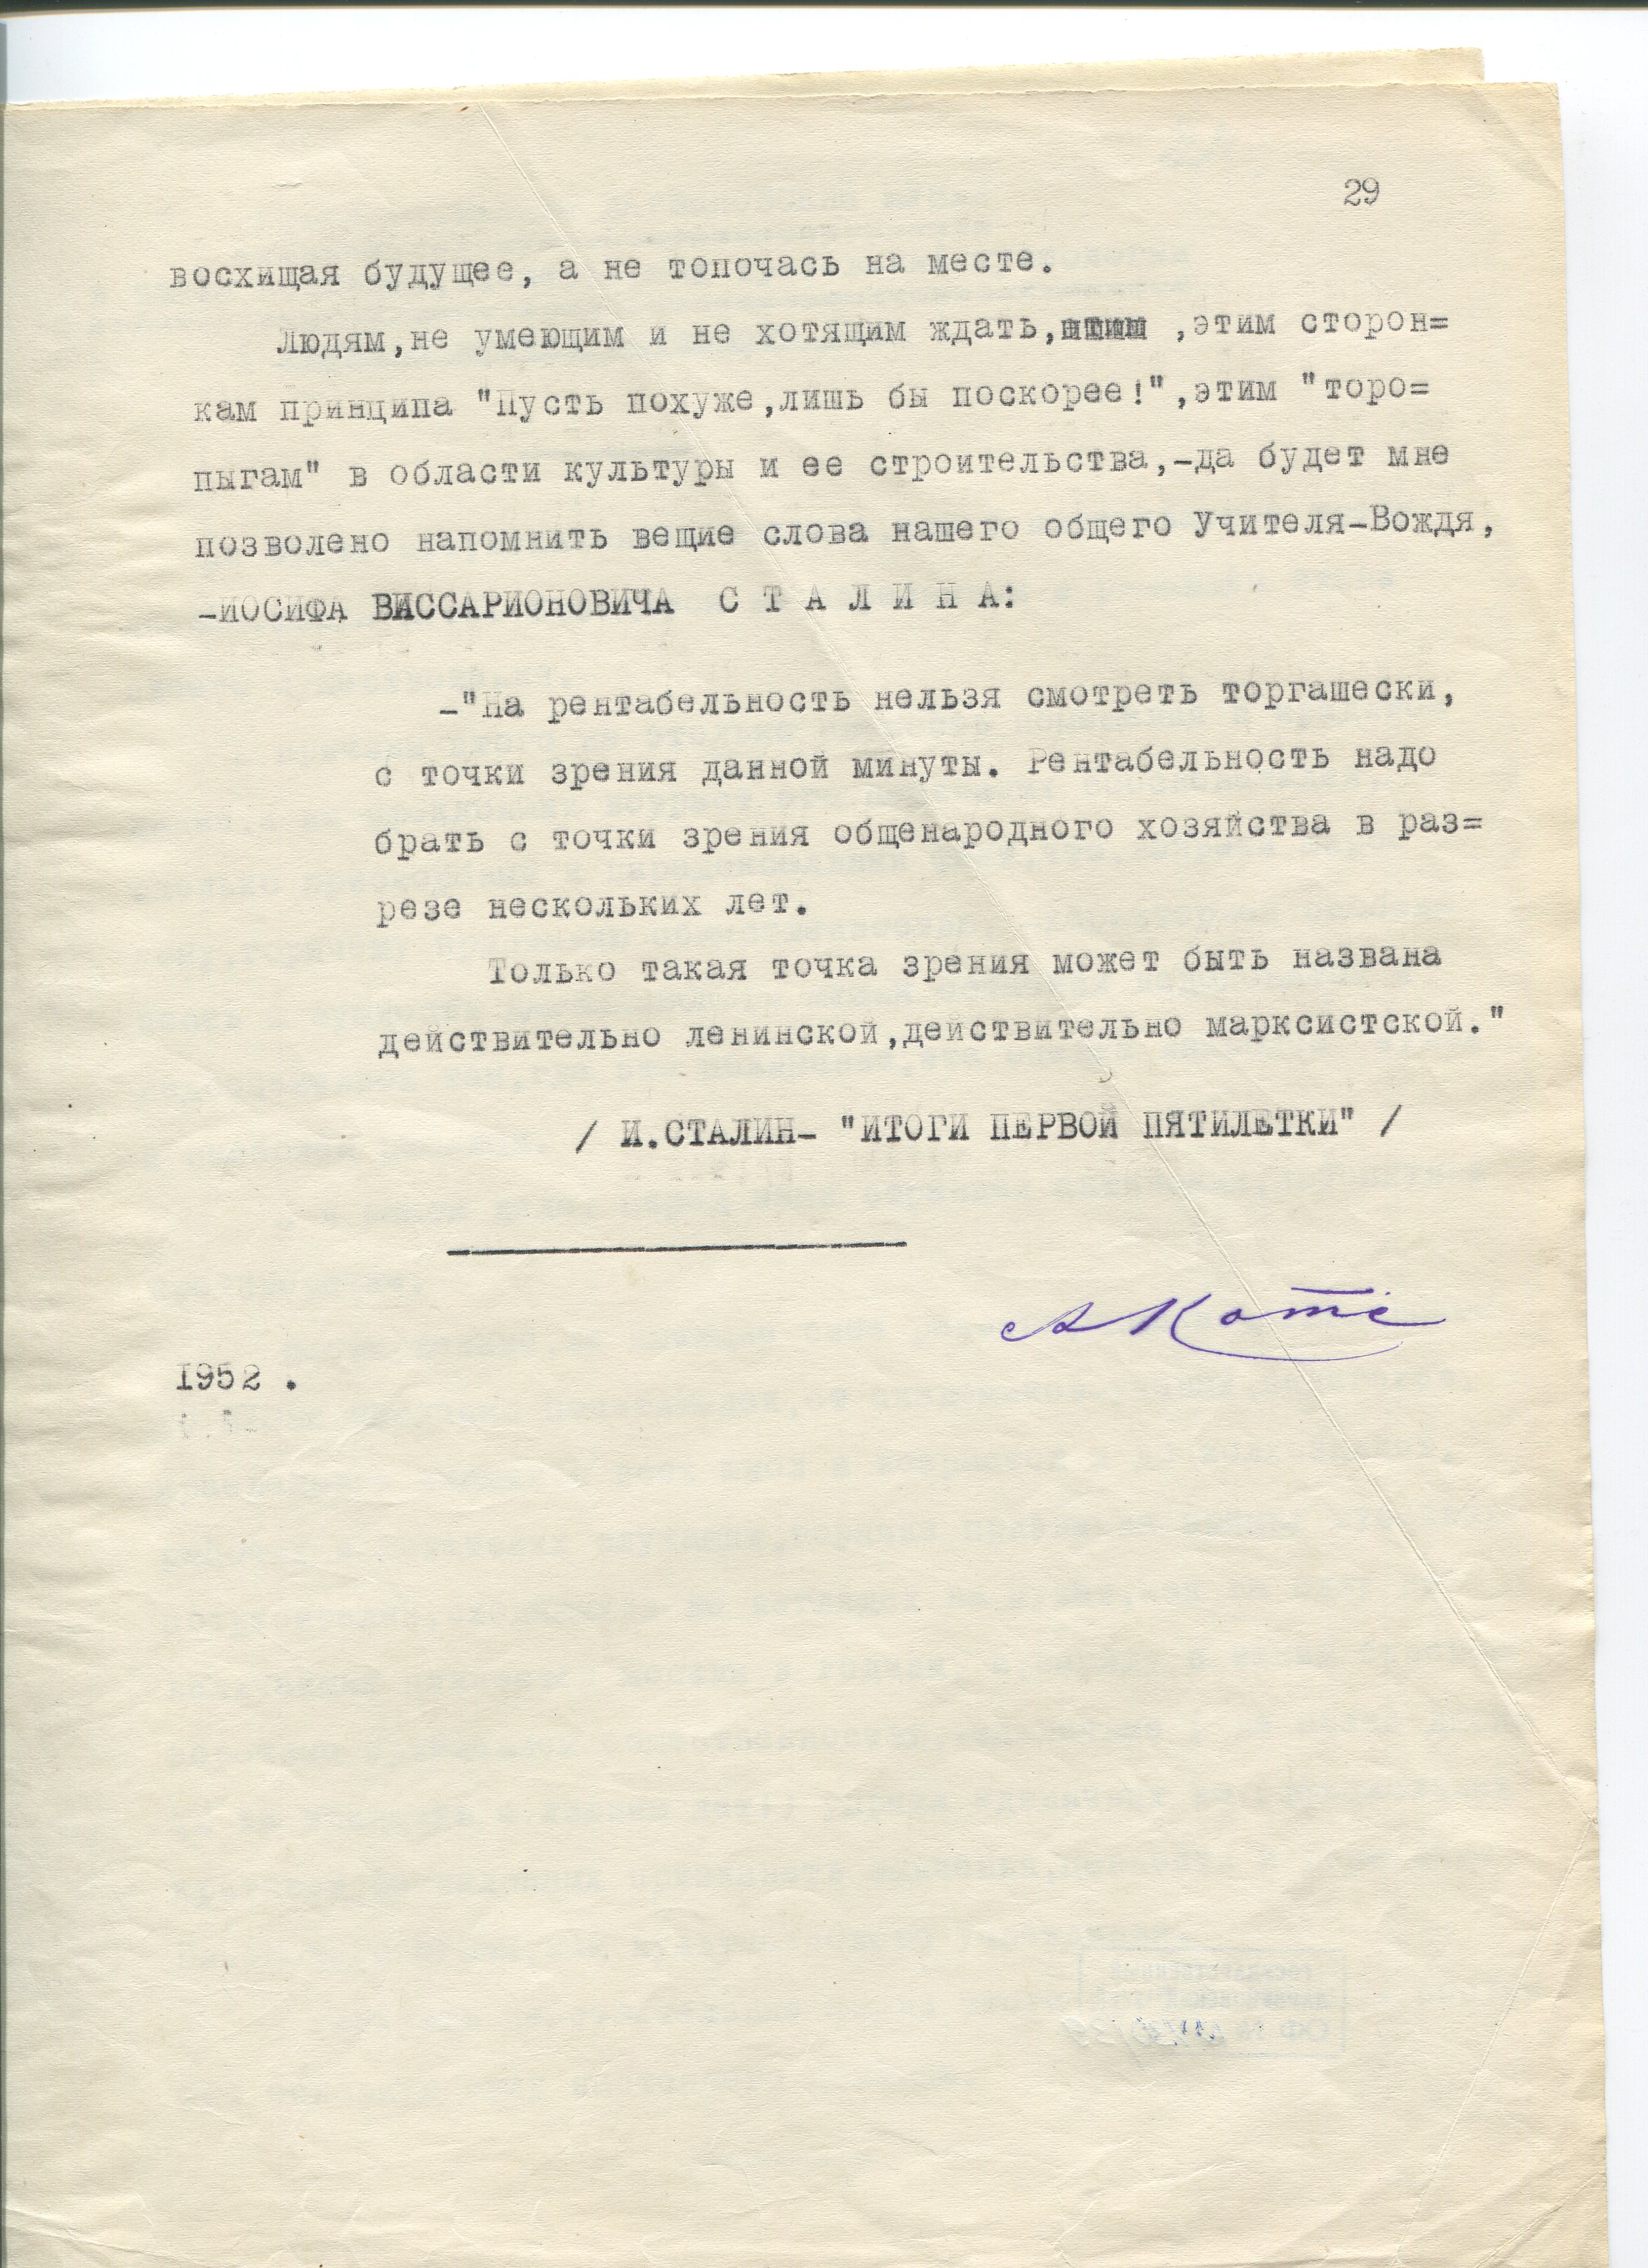 29
восхищая будущее, а не топочась на месте.
Людям,не умеющим и не хотящим ждать, ,этим сторон=
кам принципа "Пусть похуже,лишь бы поскорее!",этим "торо=
пыгам" в области культуры и ее строительства,-да будет мне
позволено напомнить вещие слова нашего общего Учителя-Вождя,
-ИОСИФА ВИССАРИОНОВИЧА С Т А Л И Н А:
-"На рентабельность нельзя смотреть торгашески,
с точки зрения данной минуты. Рентабельность надо
брать с точки зрения общенародного хозяйства в раз=
резе нескольких лет.
Только такая точка зрения может быть названа
действительно ленинской,действительно марксистской."
/ И.СТАЛИН- "ИТОГИ ПЕРВОЙ ПЯТИЛЕТКИ" /
1952 .